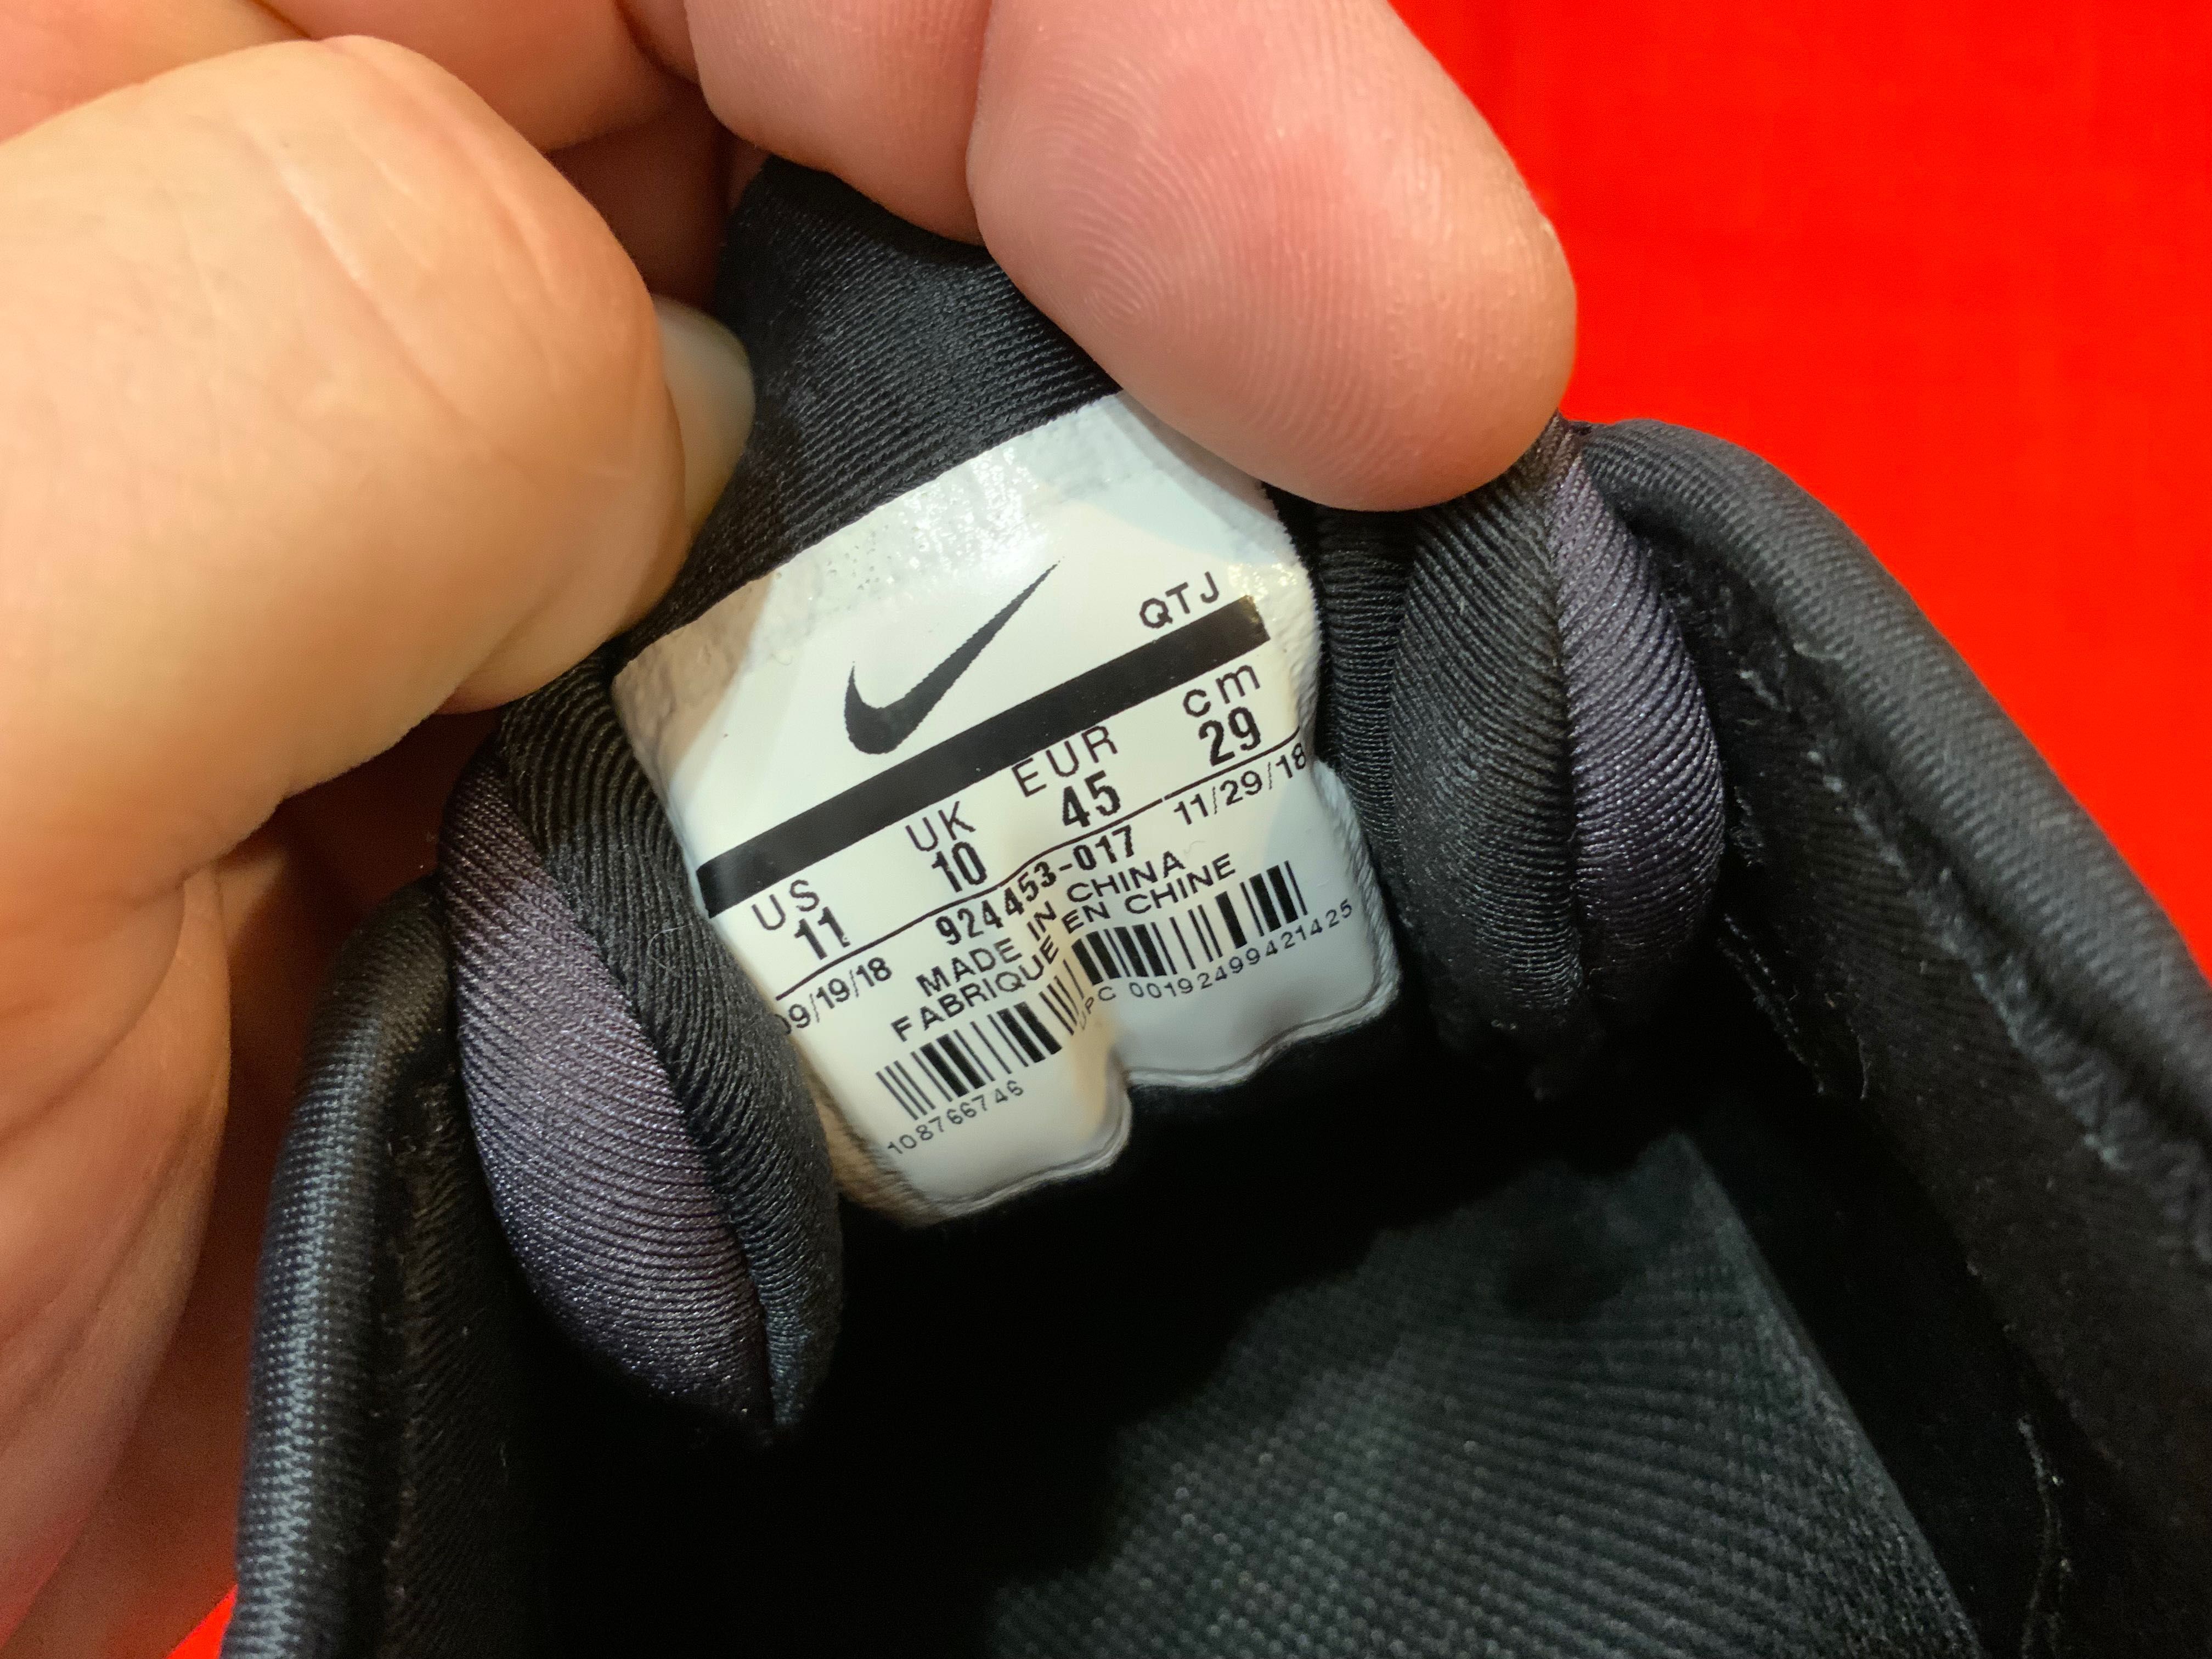 QTJ
US UK EUR cm
11 10 45 29
09/19/18 924453-017 11/29/18
MADE IN CHINA
FABRIQUE EN CHINE
UPC 00192499421425
108766746